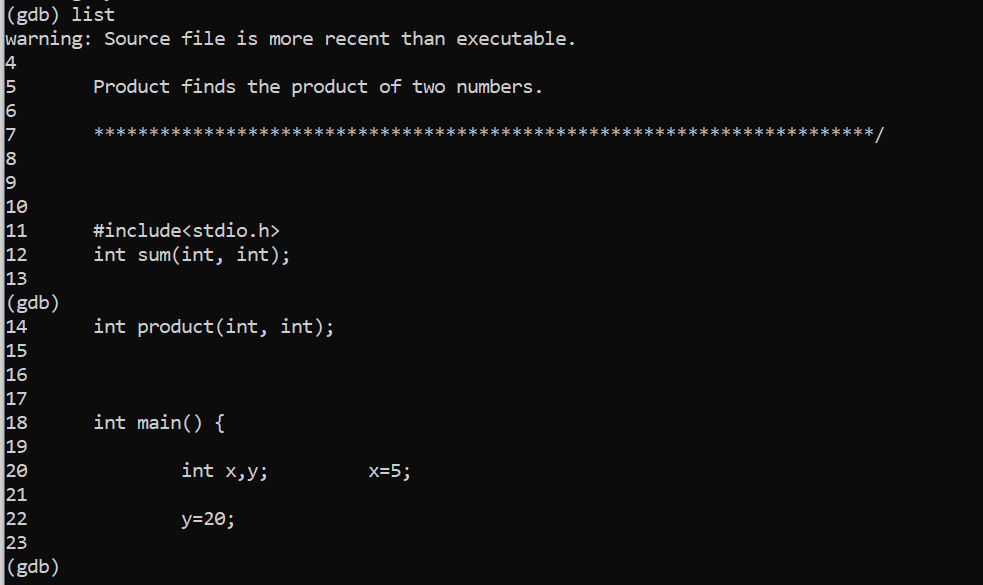 (gdb) list
warning: Source file is more recent than executable.
4
5       Product finds the product of two numbers.
6
7       ***********************************************************************/
8
9
10
11      #include<stdio.h>
12      int sum(int, int);
13
(gdb)
14      int product(int, int);
15
16
17
18      int main() {
19
20              int x,y;         x=5;
21
22              y=20;
23
(gdb)